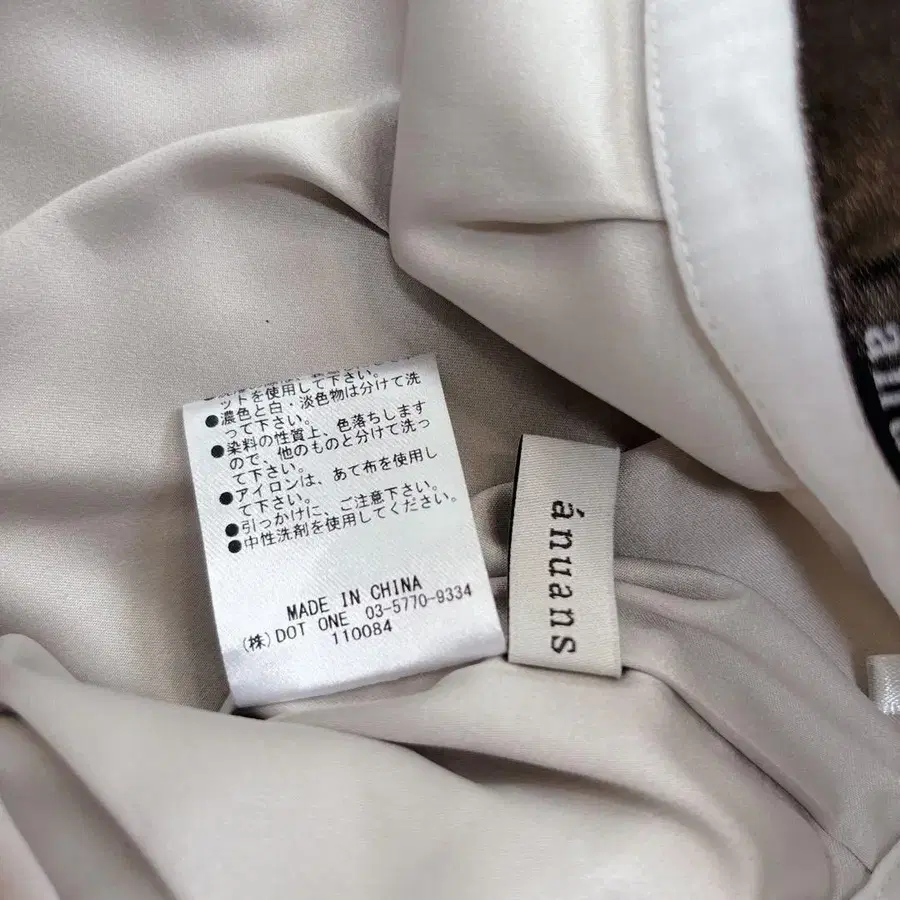 ットを使用して下さい。
●濃色と白・淡色物は分けて洗
って下さい。
●染料の性質上、色落ちします
ので、他のものと分けて洗っ
て下さい。
●アイロンは、あて布を使用し
て下さい。
●引っかけに、ご注意下さい。
●中性洗剤を使用してください。
MADE IN CHINA
(株)DOT ONE 03-5770-9334
110084
ánuans